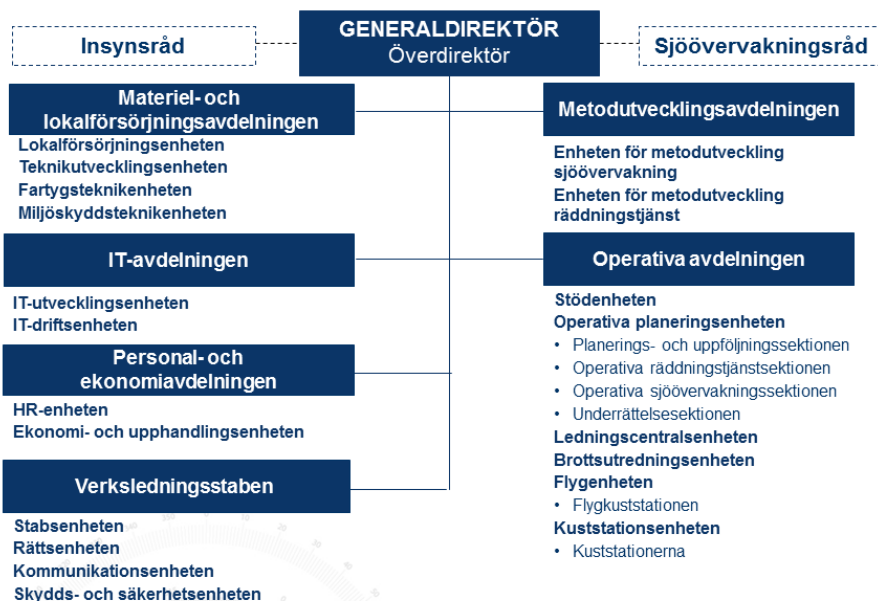 Insynsråd
GENERALDIREKTÖR
Överdirektör
Sjöövervakningsråd
Materiel- och
lokalförsörjningsavdelningen
Lokalförsörjningsenheten
Teknikutvecklingsenheten
Fartygsteknikenheten
Miljöskyddsteknikenheten
IT-avdelningen
IT-utvecklingsenheten
IT-driftsenheten
Personal- och
ekonomiavdelningen
HR-enheten
Ekonomi- och upphandlingsenheten
Verksledningsstaben
Stabsenheten
Rättsenheten
Kommunikationsenheten
Skydds- och säkerhetsenheten
Metodutvecklingsavdelningen
Enheten för metodutveckling
sjöövervakning
Enheten för metodutveckling
räddningstjänst
Operativa avdelningen
Stödenheten
Operativa planeringsenheten
• Planerings- och uppföljningssektionen
• Operativa räddningstjänstsektionen
• Operativa sjöövervakningssektionen
• Underrättelsesektionen
Ledningscentralsenheten
Brottsutredningsenheten
Flygenheten
• Flygkuststationen
Kuststationsenheten
• Kuststationerna